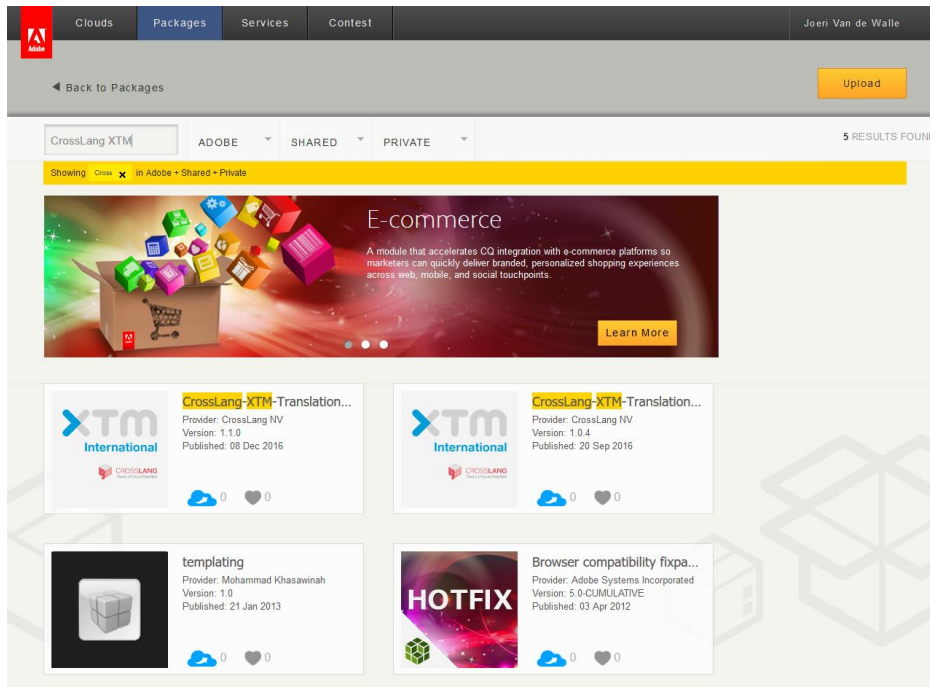 Clouds Packages Services Contest Joeri Van de Walle
Adobe
Back to Packages
Upload
CrossLang XTM ADOBE SHARED PRIVATE 5 RESULTS FOUN
Showing Cross x in Adobe + Shared + Private
E-commerce
A module that accelerates CQ integration with e-commerce platforms so
marketers can quickly deliver branded, personalized shopping experiences
across web, mobile, and social touchpoints.
Learn More
CrossLang-XTM-Translation...
Provider: CrossLang NV
Version: 1.1.0
Published: 08 Dec 2016
XTM
International
CROSSLANG
0 0
CrossLang-XTM-Translation...
Provider: CrossLang NV
Version: 1.0.4
Published: 20 Sep 2016
XTM
International
CROSSLANG
0 0
templating
Provider: Mohammad Khasawinah
Version: 1.0
Published: 21 Jan 2013
0 0
HOTFIX
Browser compatibility fixpa...
Provider: Adobe Systems Incorporated
Version: 5.0-CUMULATIVE
Published: 03 Apr 2012
0 0